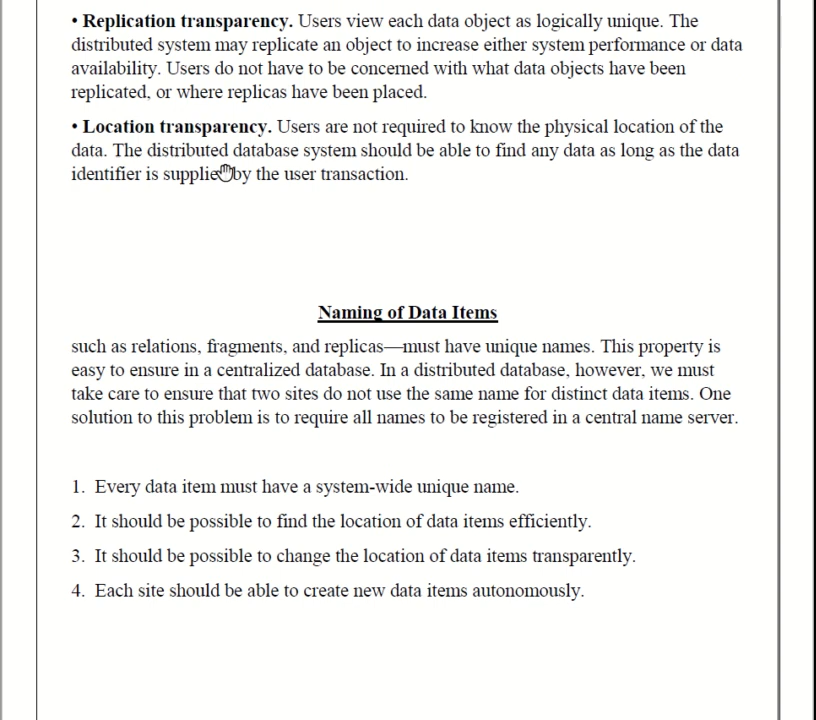 • Replication transparency. Users view each data object as logically unique. The
distributed system may replicate an object to increase either system performance or data
availability. Users do not have to be concerned with what data objects have been
replicated, or where replicas have been placed.
• Location transparency. Users are not required to know the physical location of the
data. The distributed database system should be able to find any data as long as the data
identifier is supplied by the user transaction.
Naming of Data Items
such as relations, fragments, and replicas—must have unique names. This property is
easy to ensure in a centralized database. In a distributed database, however, we must
take care to ensure that two sites do not use the same name for distinct data items. One
solution to this problem is to require all names to be registered in a central name server.
1. Every data item must have a system-wide unique name.
2. It should be possible to find the location of data items efficiently.
3. It should be possible to change the location of data items transparently.
4. Each site should be able to create new data items autonomously.